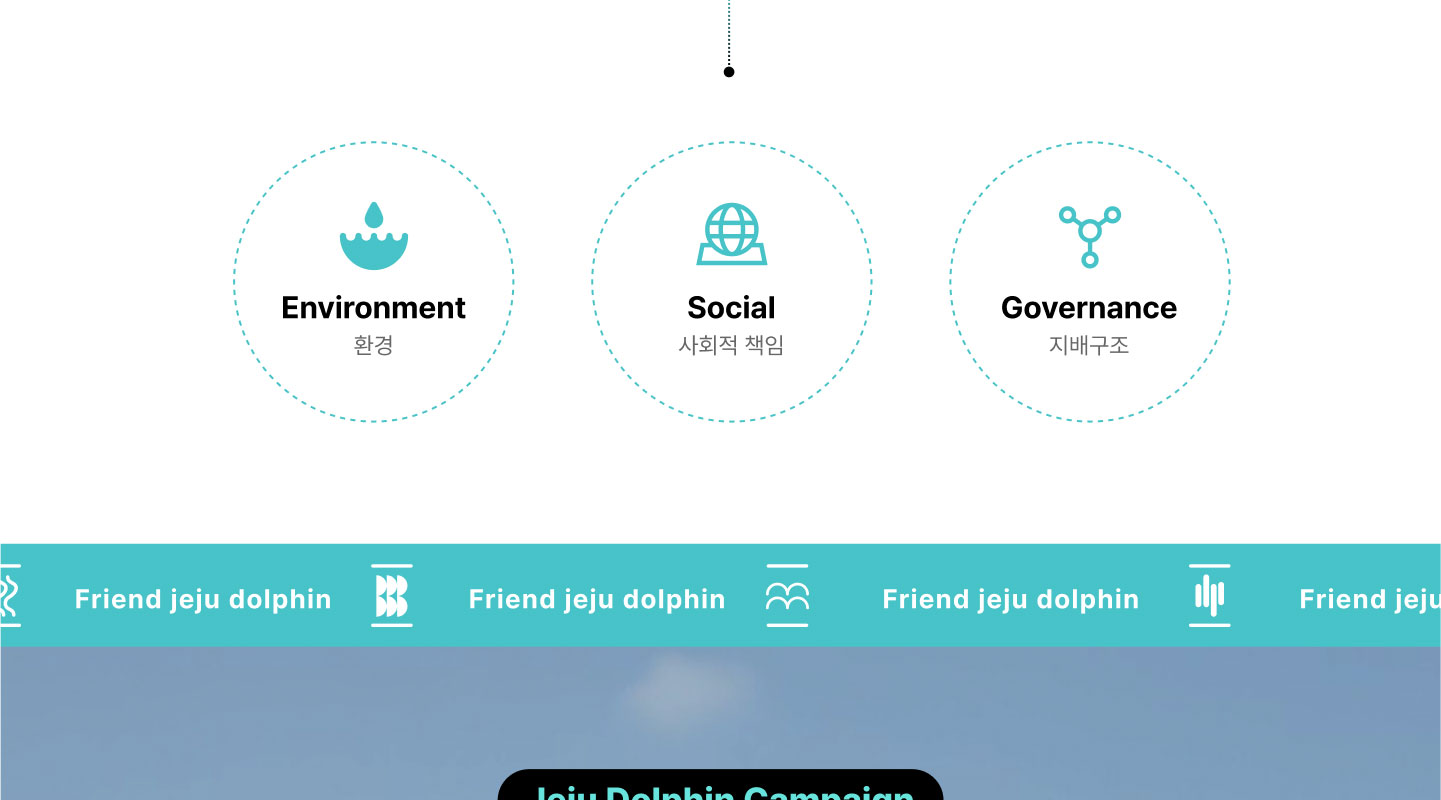 Environment
환경
Social
사회적 책임
Governance
지배구조
Friend jeju dolphin
Friend jeju dolphin
Friend jeju dolphin
Friend jeju
Jeju Dolphin Campaign